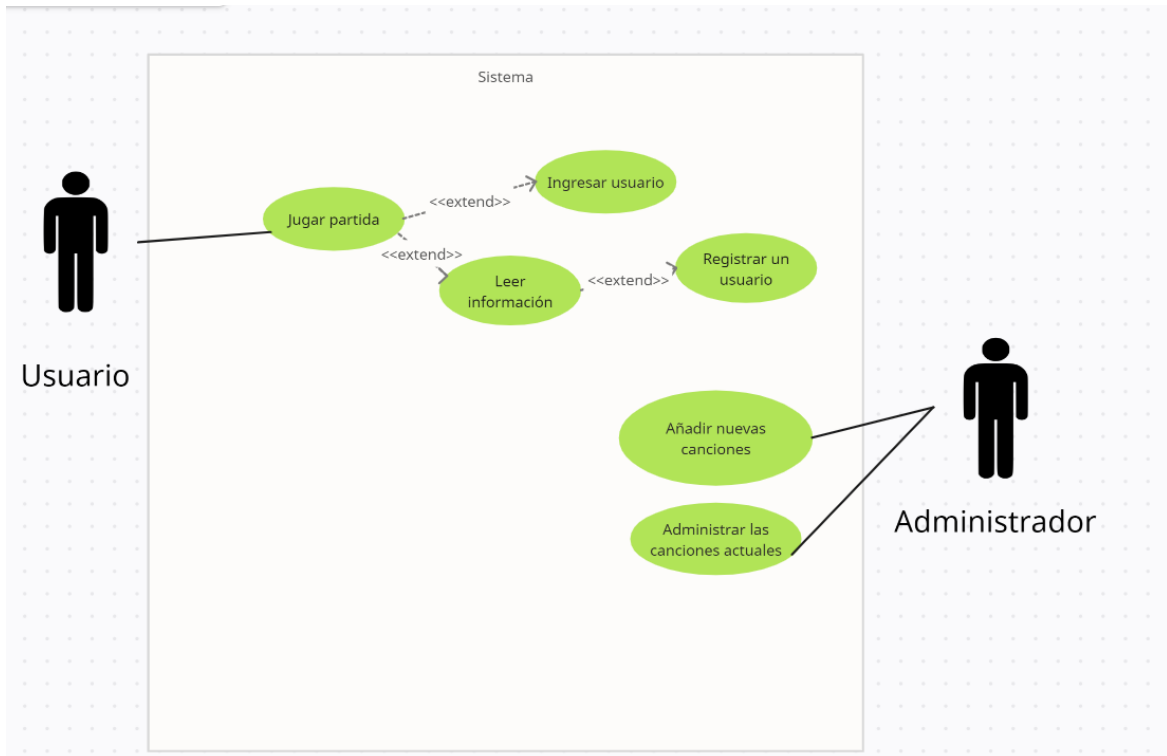 Sistema
Ingresar usuario
<<extend>>
Jugar partida
<<extend>>
Leer
información
<<extend>>
Registrar un
usuario
Usuario
Añadir nuevas
canciones
Administrador
Administrar las
canciones actuales